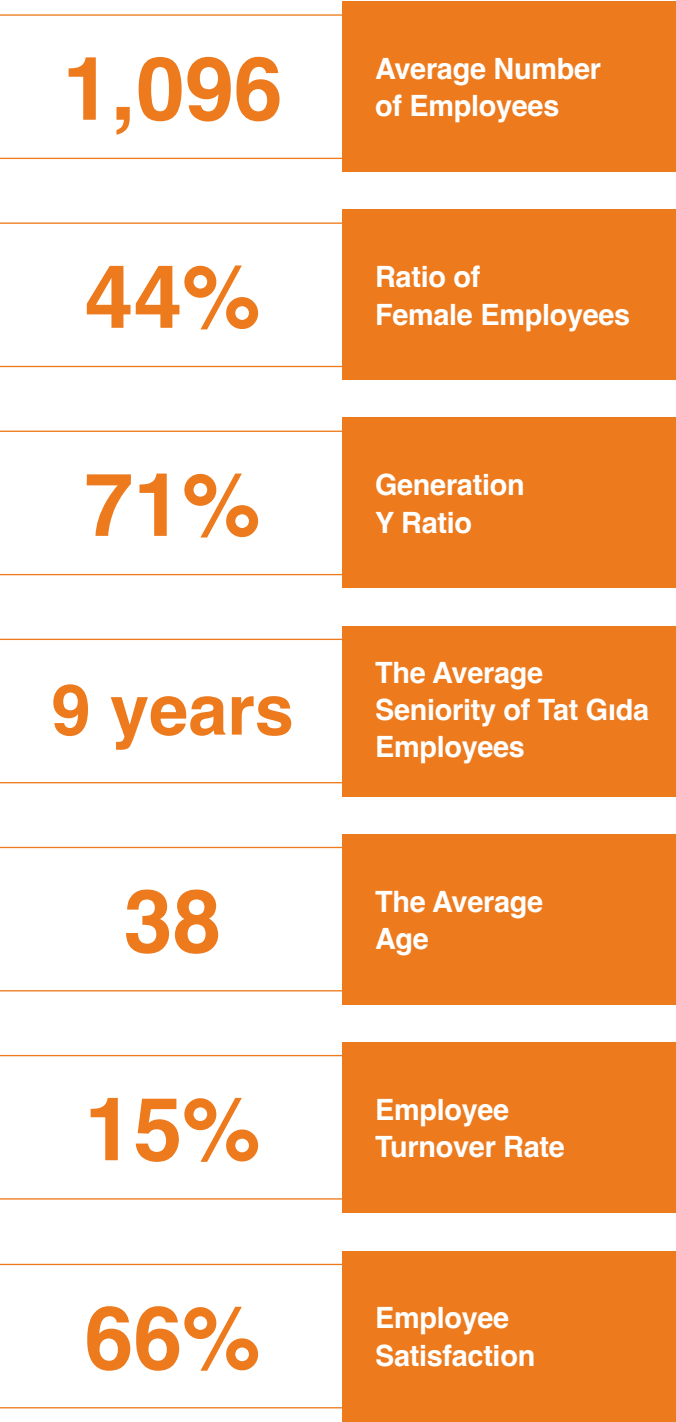 1,096
Average Number
of Employees
44%
Ratio of
Female Employees
71%
Generation
Y Ratio
9 years
The Average
Seniority of Tat Gıda
Employees
38
The Average
Age
15%
Employee
Turnover Rate
66%
Employee
Satisfaction